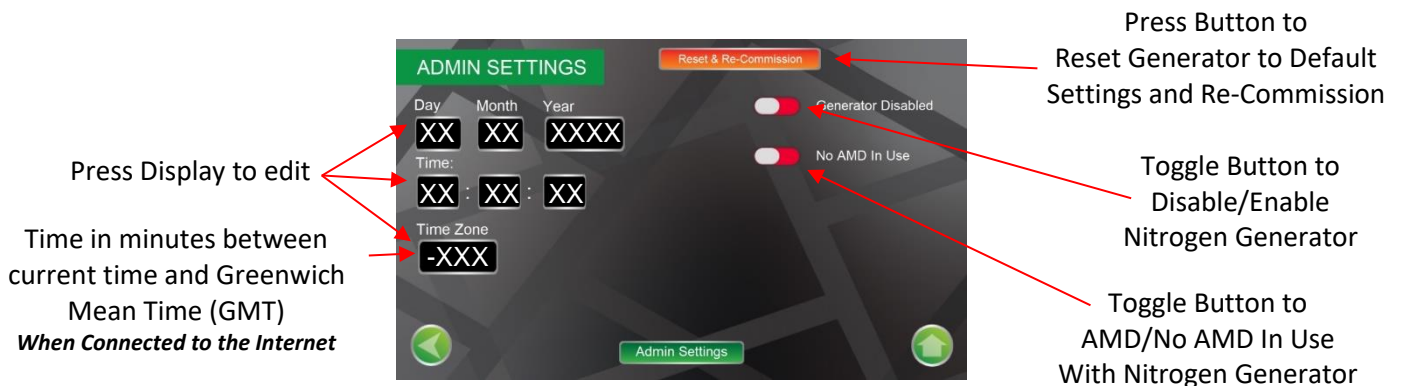 Press Button to
Reset Generator to Default
Settings and Re-Commission
ADMIN SETTINGS
Reset & Re-Commission
Day Month Year
XX XX XXXX
Generator Disabled
Time:
No AMD In Use
XX : XX : XX
Time Zone
-XXX
Admin Settings
Press Display to edit
Time in minutes between
current time and Greenwich
Mean Time (GMT)
When Connected to the Internet
Toggle Button to
Disable/Enable
Nitrogen Generator
Toggle Button to
AMD/No AMD In Use
With Nitrogen Generator